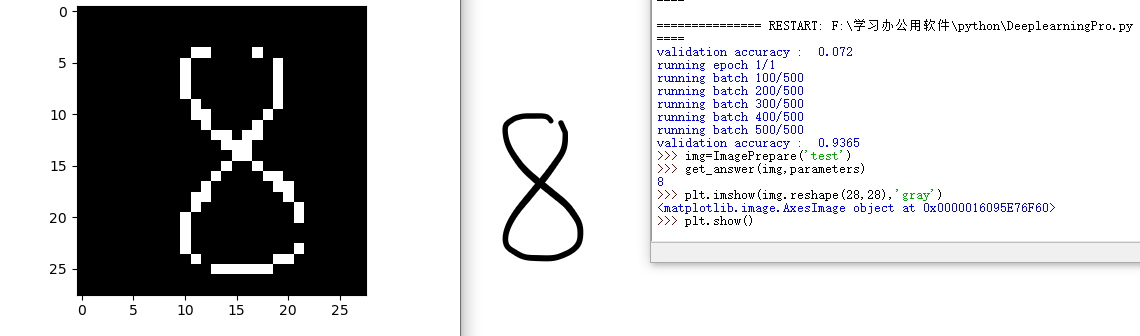 0
5
10
15
20
25
0 5 10 15 20 25
8
====
=============== RESTART: F:\学习办公用软件\python\DeeplearningPro.py
====
validation accuracy :  0.072
running epoch 1/1
running batch 100/500
running batch 200/500
running batch 300/500
running batch 400/500
running batch 500/500
validation accuracy :  0.9365
>>> img=ImagePrepare('test')
>>> get_answer(img,parameters)
8
>>> plt.imshow(img.reshape(28,28),'gray')
<matplotlib.image.AxesImage object at 0x0000016095E76F60>
>>> plt.show()